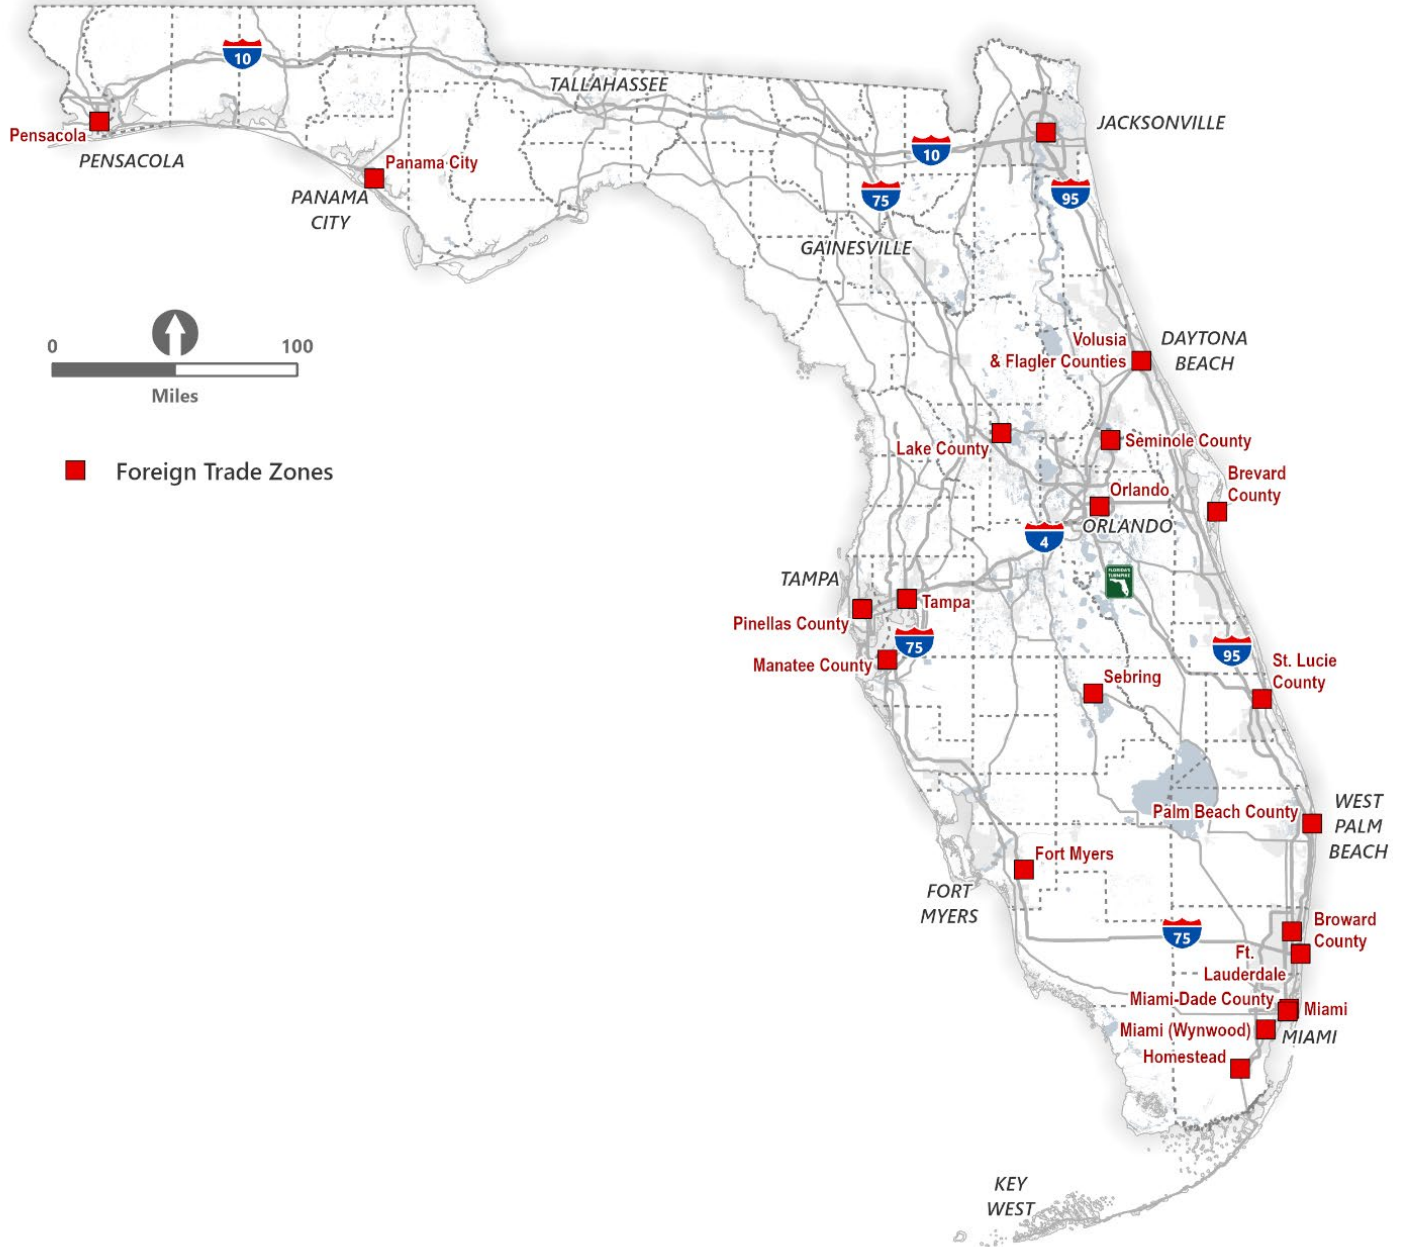 10
TALLAHASSEE
JACKSONVILLE
Pensacola
PENSACOLA
Panama City
PANAMA
CITY
10
75
95
GAINESVILLE
0
100
Miles
Foreign Trade Zones
Volusia
& Flagler Counties
DAYTONA
BEACH
Lake County
Seminole County
Brevard
County
Orlando
ORLANDO
4
FLORIDA'S
TURNPIKE
TAMPA
Tampa
Pinellas County
75
Manatee County
95
St. Lucie
County
Sebring
Palm Beach County
WEST
PALM
BEACH
Fort Myers
FORT
MYERS
75
Broward
County
Ft.
Lauderdale
Miami-Dade County
Miami
Miami (Wynwood)
MIAMI
Homestead
KEY
WEST